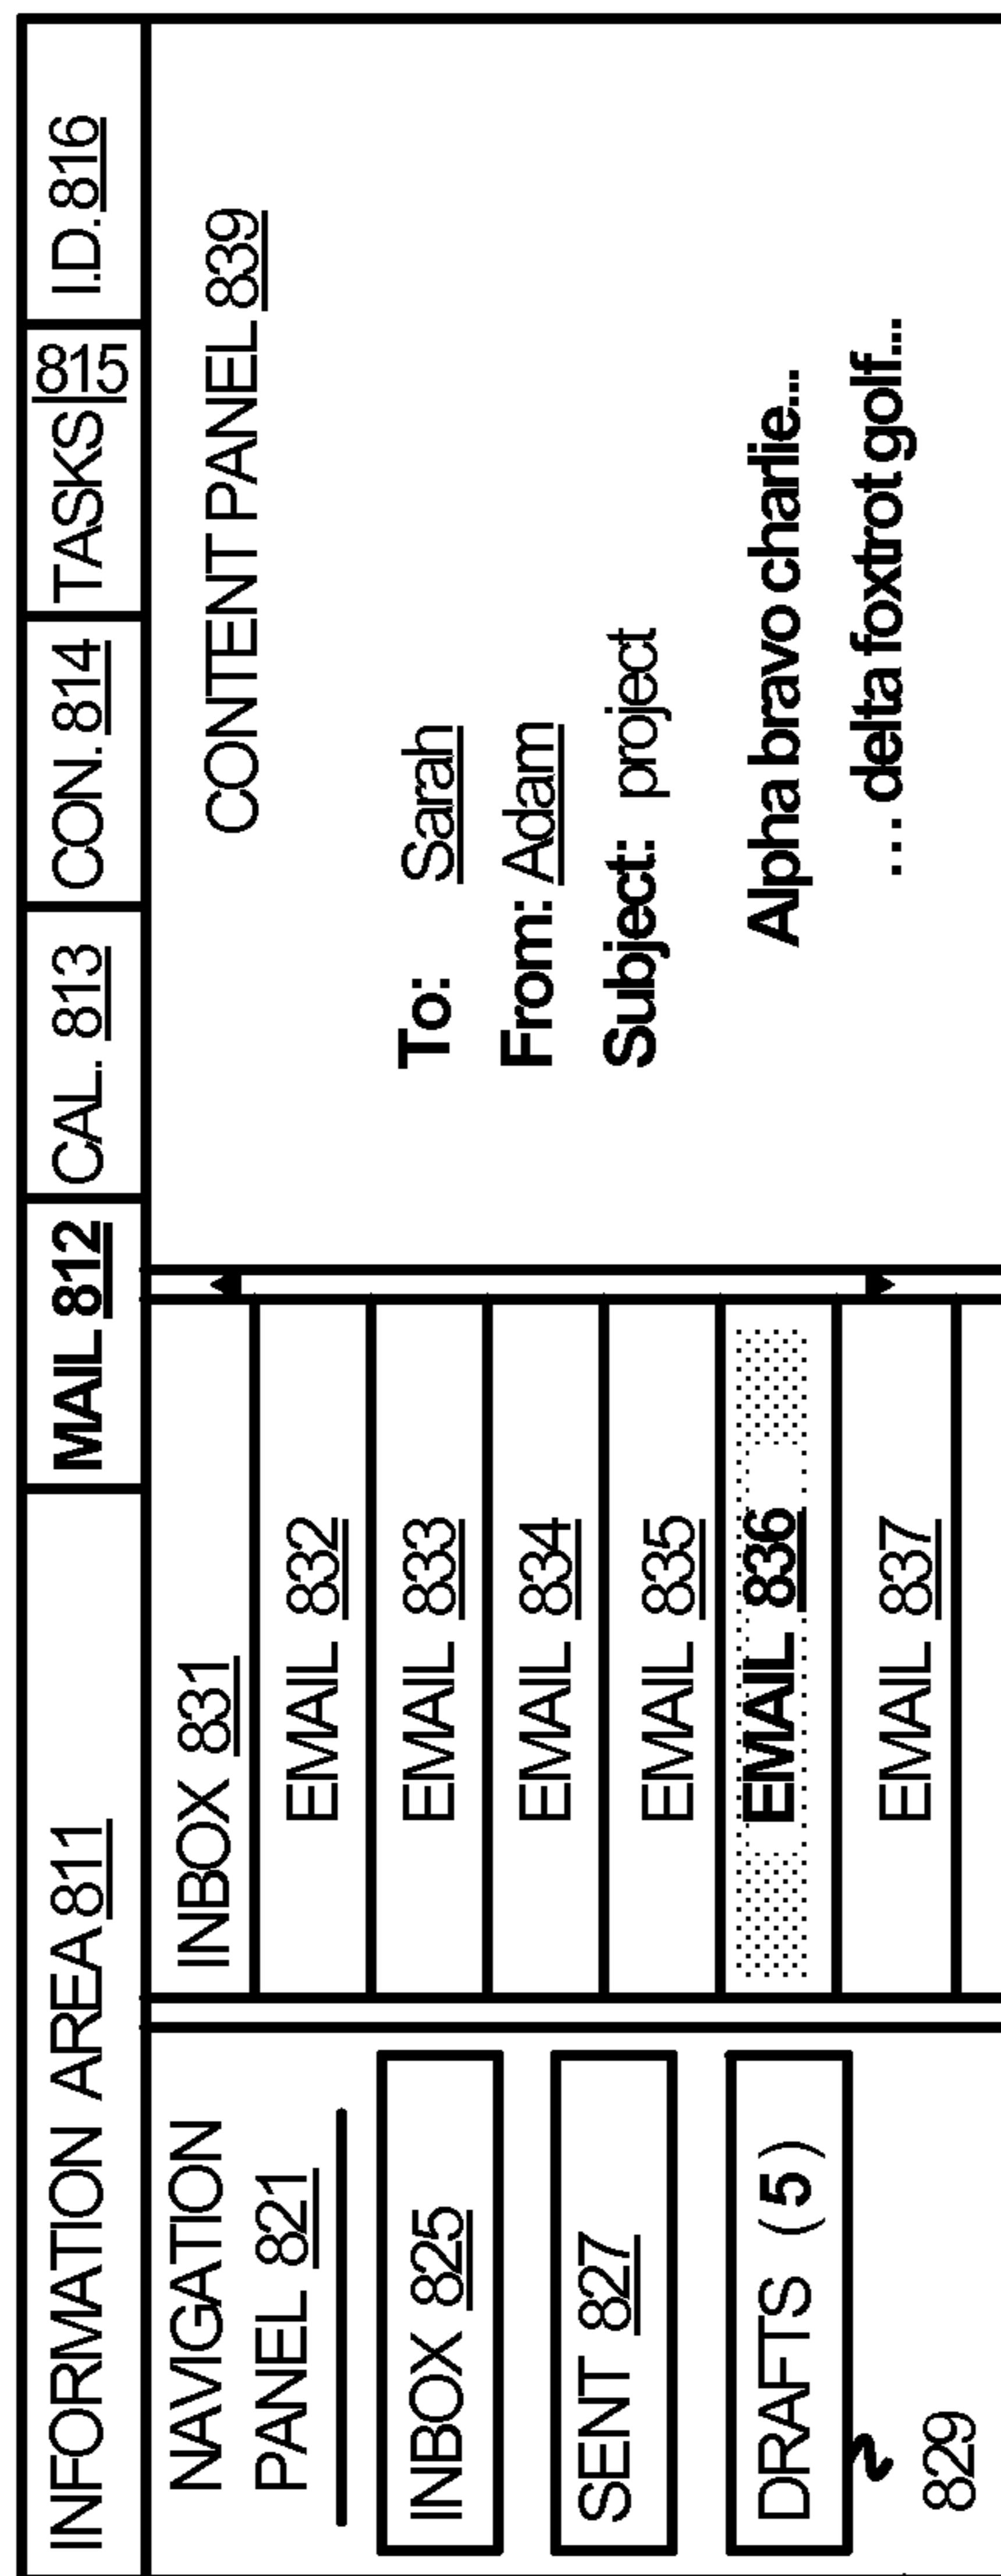 INFORMATION AREA 811
MAIL 812
CAL. 813
CON. 814
TASKS 815
I.D. 816
NAVIGATION
PANEL 821
INBOX 825
SENT 827
DRAFTS (5)
829
INBOX 831
EMAIL 832
EMAIL 833
EMAIL 834
EMAIL 835
EMAIL 836
EMAIL 837
CONTENT PANEL 839
To: Sarah
From: Adam
Subject: project
Alpha bravo charlie...
... delta foxtrot golf...